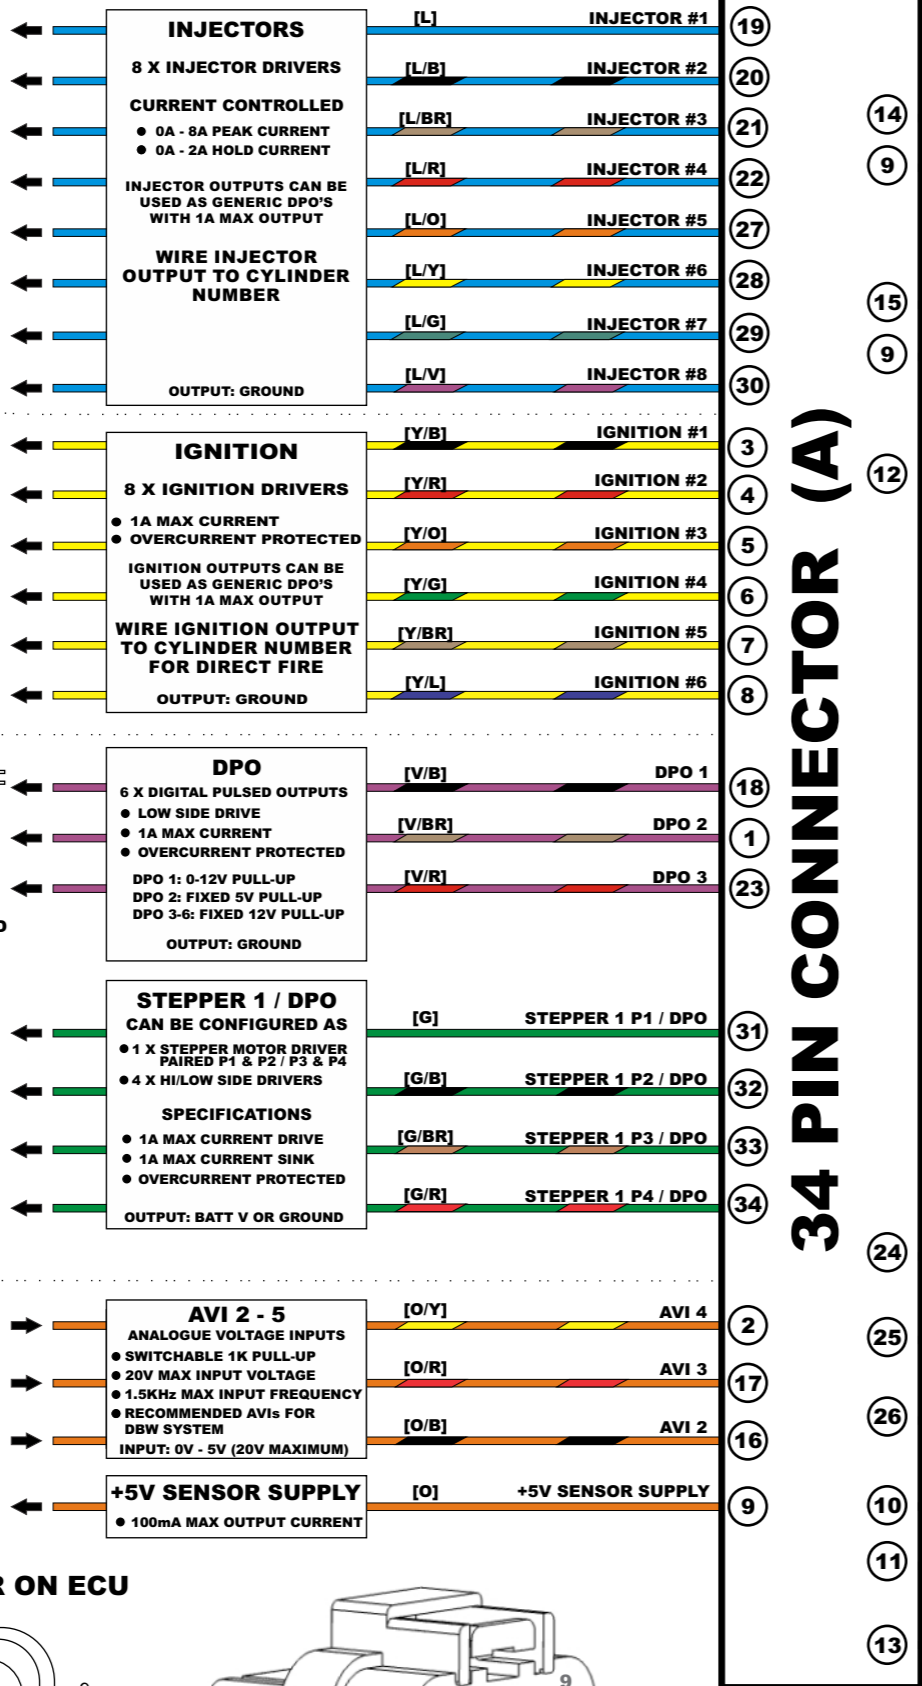 INJECTORS
8 X INJECTOR DRIVERS
CURRENT CONTROLLED
● 0A - 8A PEAK CURRENT
● 0A - 2A HOLD CURRENT
INJECTOR OUTPUTS CAN BE
USED AS GENERIC DPO'S
WITH 1A MAX OUTPUT
WIRE INJECTOR
OUTPUT TO CYLINDER
NUMBER
OUTPUT: GROUND
[L] INJECTOR #1 19
[L/B] INJECTOR #2 20
[L/BR] INJECTOR #3 21
[L/R] INJECTOR #4 22
[L/O] INJECTOR #5 27
[L/Y] INJECTOR #6 28
[L/G] INJECTOR #7 29
[L/V] INJECTOR #8 30
IGNITION
8 X IGNITION DRIVERS
● 1A MAX CURRENT
● OVERCURRENT PROTECTED
IGNITION OUTPUTS CAN BE
USED AS GENERIC DPO'S
WITH 1A MAX OUTPUT
WIRE IGNITION OUTPUT
TO CYLINDER NUMBER
FOR DIRECT FIRE
OUTPUT: GROUND
[Y/B] IGNITION #1 3
[Y/R] IGNITION #2 4
[Y/O] IGNITION #3 5
[Y/G] IGNITION #4 6
[Y/BR] IGNITION #5 7
[Y/L] IGNITION #6 8
DPO
6 X DIGITAL PULSED OUTPUTS
● LOW SIDE DRIVE
● 1A MAX CURRENT
● OVERCURRENT PROTECTED
DPO 1: 0-12V PULL-UP
DPO 2: FIXED 5V PULL-UP
DPO 3-6: FIXED 12V PULL-UP
OUTPUT: GROUND
[V/B] DPO 1 18
[V/BR] DPO 2 1
[V/R] DPO 3 23
STEPPER 1 / DPO
CAN BE CONFIGURED AS
● 1 X STEPPER MOTOR DRIVER
PAIRED P1 & P2 / P3 & P4
● 4 X HI/LOW SIDE DRIVERS
SPECIFICATIONS
● 1A MAX CURRENT DRIVE
● 1A MAX CURRENT SINK
● OVERCURRENT PROTECTED
OUTPUT: BATT V OR GROUND
[G] STEPPER 1 P1 / DPO 31
[G/B] STEPPER 1 P2 / DPO 32
[G/BR] STEPPER 1 P3 / DPO 33
[G/R] STEPPER 1 P4 / DPO 34
AVI 2 - 5
ANALOGUE VOLTAGE INPUTS
● SWITCHABLE 1K PULL-UP
● 20V MAX INPUT VOLTAGE
● 1.5KHz MAX INPUT FREQUENCY
● RECOMMENDED AVIs FOR
DBW SYSTEM
INPUT: 0V - 5V (20V MAXIMUM)
[O/Y] AVI 4 2
[O/R] AVI 3 17
[O/B] AVI 2 16
+5V SENSOR SUPPLY
● 100mA MAX OUTPUT CURRENT
[O] +5V SENSOR SUPPLY 9
34 PIN CONNECTOR (A)
14
9
15
9
12
24
25
26
10
11
13
R ON ECU
9